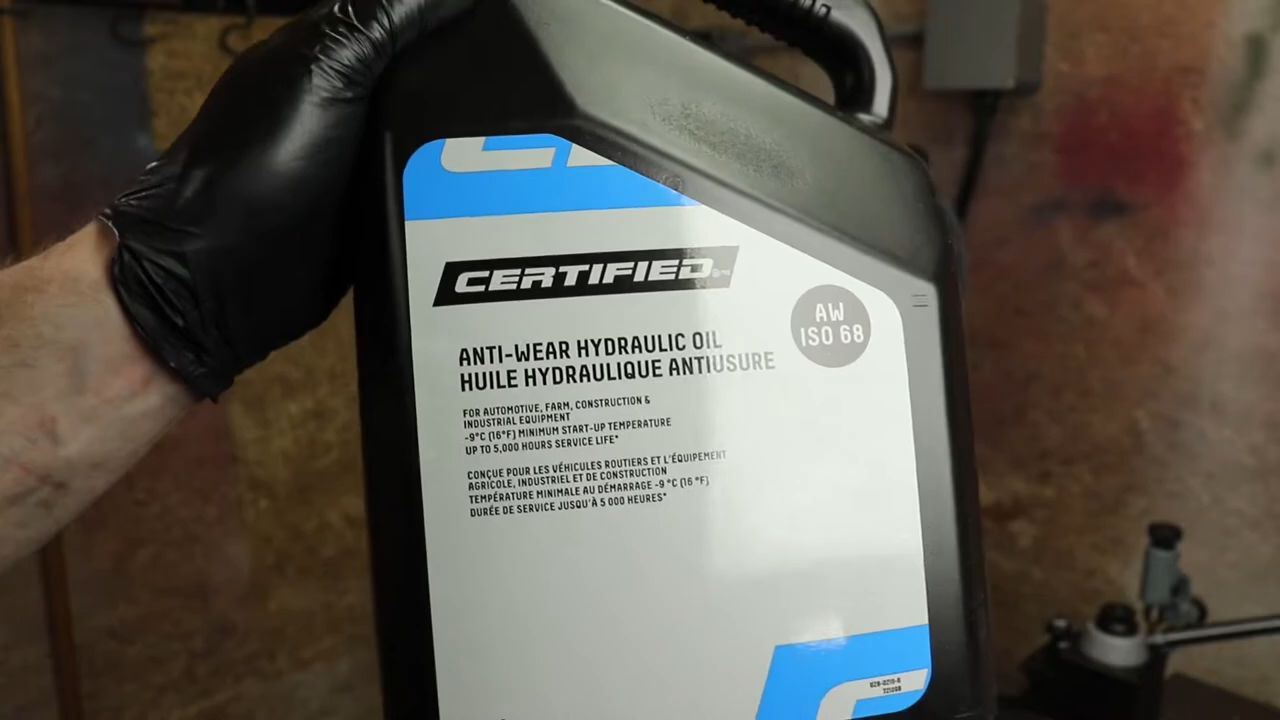 CERTIFIED
AW
ISO 68
ANTI-WEAR HYDRAULIC OIL
HUILE HYDRAULIQUE ANTIUSURE
FOR AUTOMOTIVE, FARM, CONSTRUCTION &
INDUSTRIAL EQUIPMENT
-9°C (16°F) MINIMUM START-UP TEMPERATURE
UP TO 5,000 HOURS SERVICE LIFE*
CONÇUE POUR LES VÉHICULES ROUTIERS ET L'ÉQUIPEMENT
AGRICOLE, INDUSTRIEL ET DE CONSTRUCTION
TEMPÉRATURE MINIMALE AU DÉMARRAGE -9 °C (16 °F)
DURÉE DE SERVICE JUSQU'À 5 000 HEURES*